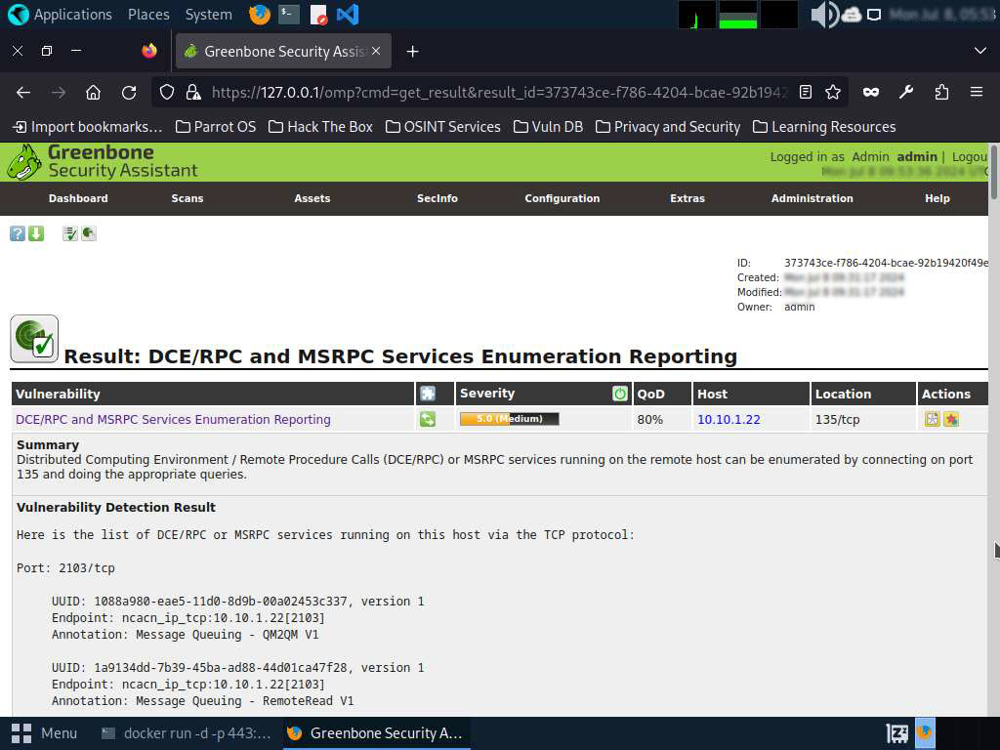 Applications Places System
Greenbone Security Assis
https://127.0.0.1/omp?cmd=get_result&result_id=373743ce-f786-4204-bcae-92b1942
Import bookmarks... Parrot OS Hack The Box OSINT Services Vuln DB Privacy and Security Learning Resources
Greenbone
Security Assistant
Logged in as Admin admin | Logou
Dashboard Scans Assets SecInfo Configuration Extras Administration Help
ID: 373743ce-f786-4204-bcae-92b19420f49e
Created:
Modified:
Owner: admin
Result: DCE/RPC and MSRPC Services Enumeration Reporting
Vulnerability Severity QoD Host Location Actions
DCE/RPC and MSRPC Services Enumeration Reporting 5.0 (Medium) 80% 10.10.1.22 135/tcp
Summary
Distributed Computing Environment / Remote Procedure Calls (DCE/RPC) or MSRPC services running on the remote host can be enumerated by connecting on port
135 and doing the appropriate queries.
Vulnerability Detection Result
Here is the list of DCE/RPC or MSRPC services running on this host via the TCP protocol:
Port: 2103/tcp
UUID: 1088a980-eae5-11d0-8d9b-00a02453c337, version 1
Endpoint: ncacn_ip_tcp:10.10.1.22[2103]
Annotation: Message Queuing - QM2QM V1
UUID: 1a9134dd-7b39-45ba-ad88-44d01ca47f28, version 1
Endpoint: ncacn_ip_tcp:10.10.1.22[2103]
Annotation: Message Queuing - RemoteRead V1
Menu docker run -d -p 443:... Greenbone Security A...